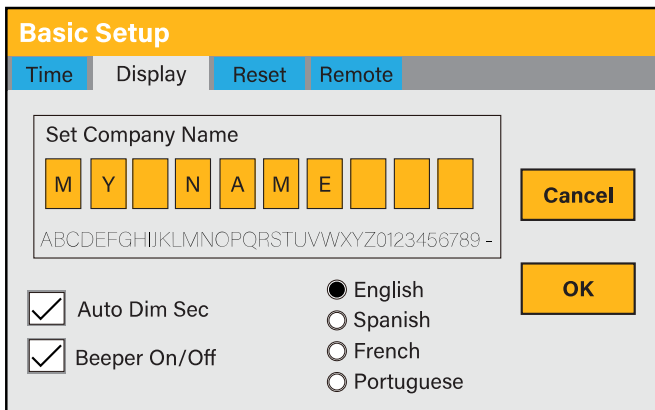 Basic Setup
Time Display Reset Remote
Set Company Name
M Y N A M E
ABCDEFGHIJKLMNOPQRSTUVWXYZ0123456789 -
Cancel
OK
Auto Dim Sec
Beeper On/Off
English
Spanish
French
Portuguese